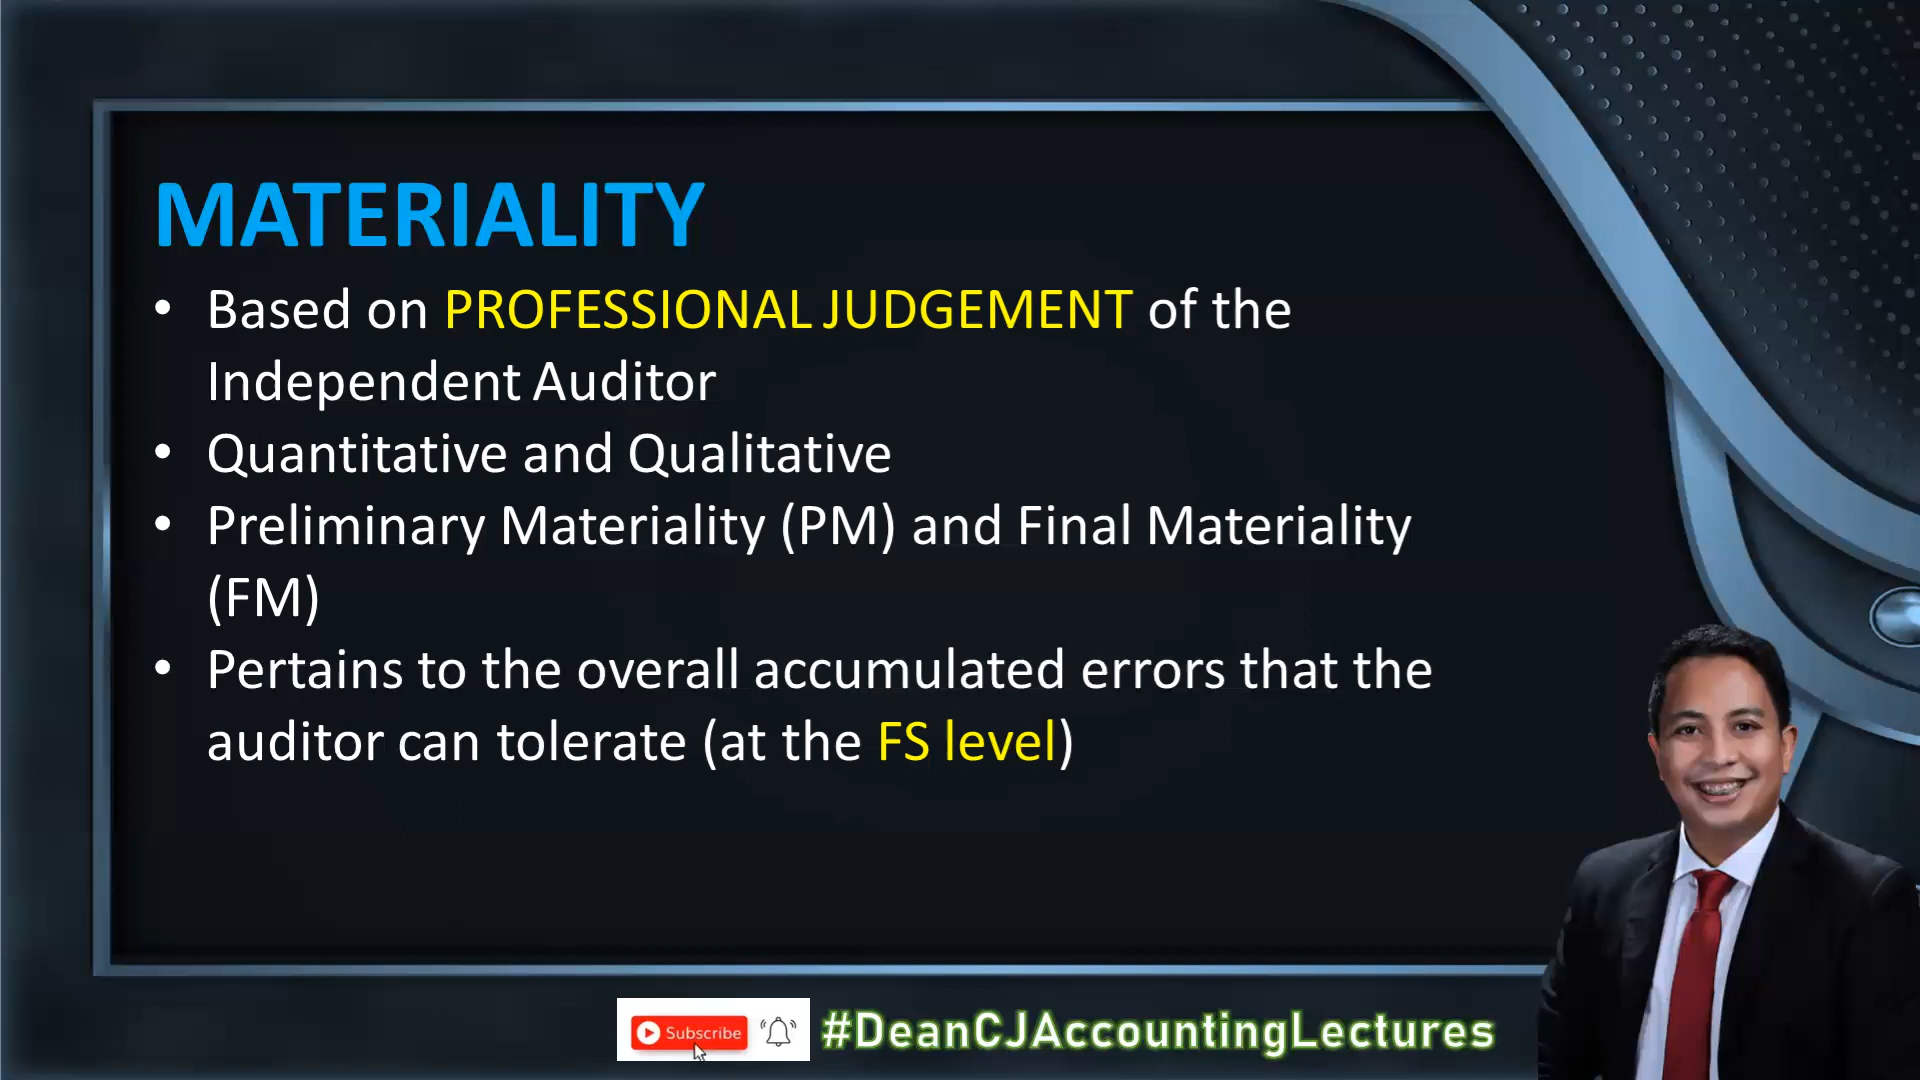 MATERIALITY
• Based on PROFESSIONAL JUDGEMENT of the
Independent Auditor
• Quantitative and Qualitative
• Preliminary Materiality (PM) and Final Materiality
(FM)
• Pertains to the overall accumulated errors that the
auditor can tolerate (at the FS level)
Subscribe
#DeanCJAccountingLectures